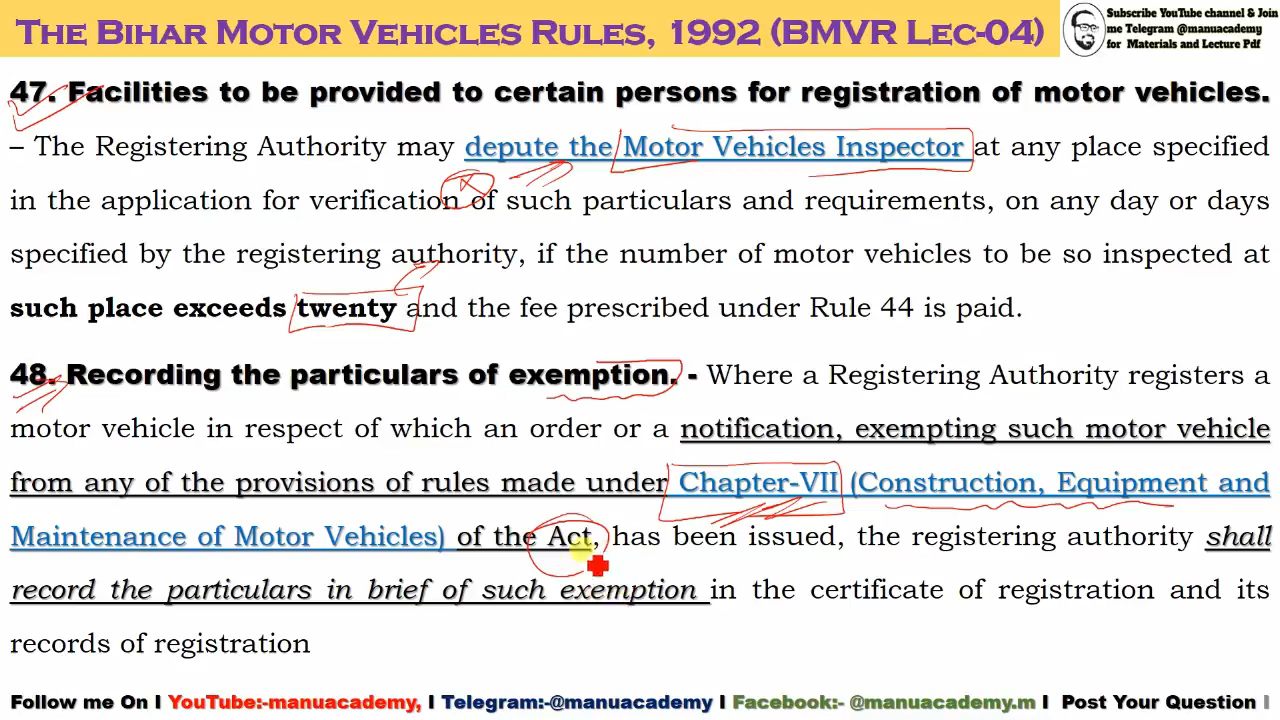 THE BIHAR MOTOR VEHICLES RULES, 1992 (BMVR LEC-04)
Subscribe YouTube channel & Join
me Telegram @manuacademy
for Materials and Lecture Pdf
47. Facilities to be provided to certain persons for registration of motor vehicles.
– The Registering Authority may depute the Motor Vehicles Inspector at any place specified
in the application for verification of such particulars and requirements, on any day or days
specified by the registering authority, if the number of motor vehicles to be so inspected at
such place exceeds twenty and the fee prescribed under Rule 44 is paid.
48. Recording the particulars of exemption. - Where a Registering Authority registers a
motor vehicle in respect of which an order or a notification, exempting such motor vehicle
from any of the provisions of rules made under Chapter-VII (Construction, Equipment and
Maintenance of Motor Vehicles) of the Act, has been issued, the registering authority shall
record the particulars in brief of such exemption in the certificate of registration and its
records of registration
Follow me On I YouTube:-manuacademy, I Telegram:-@manuacademy I Facebook:- @manuacademy.m I Post Your Question I